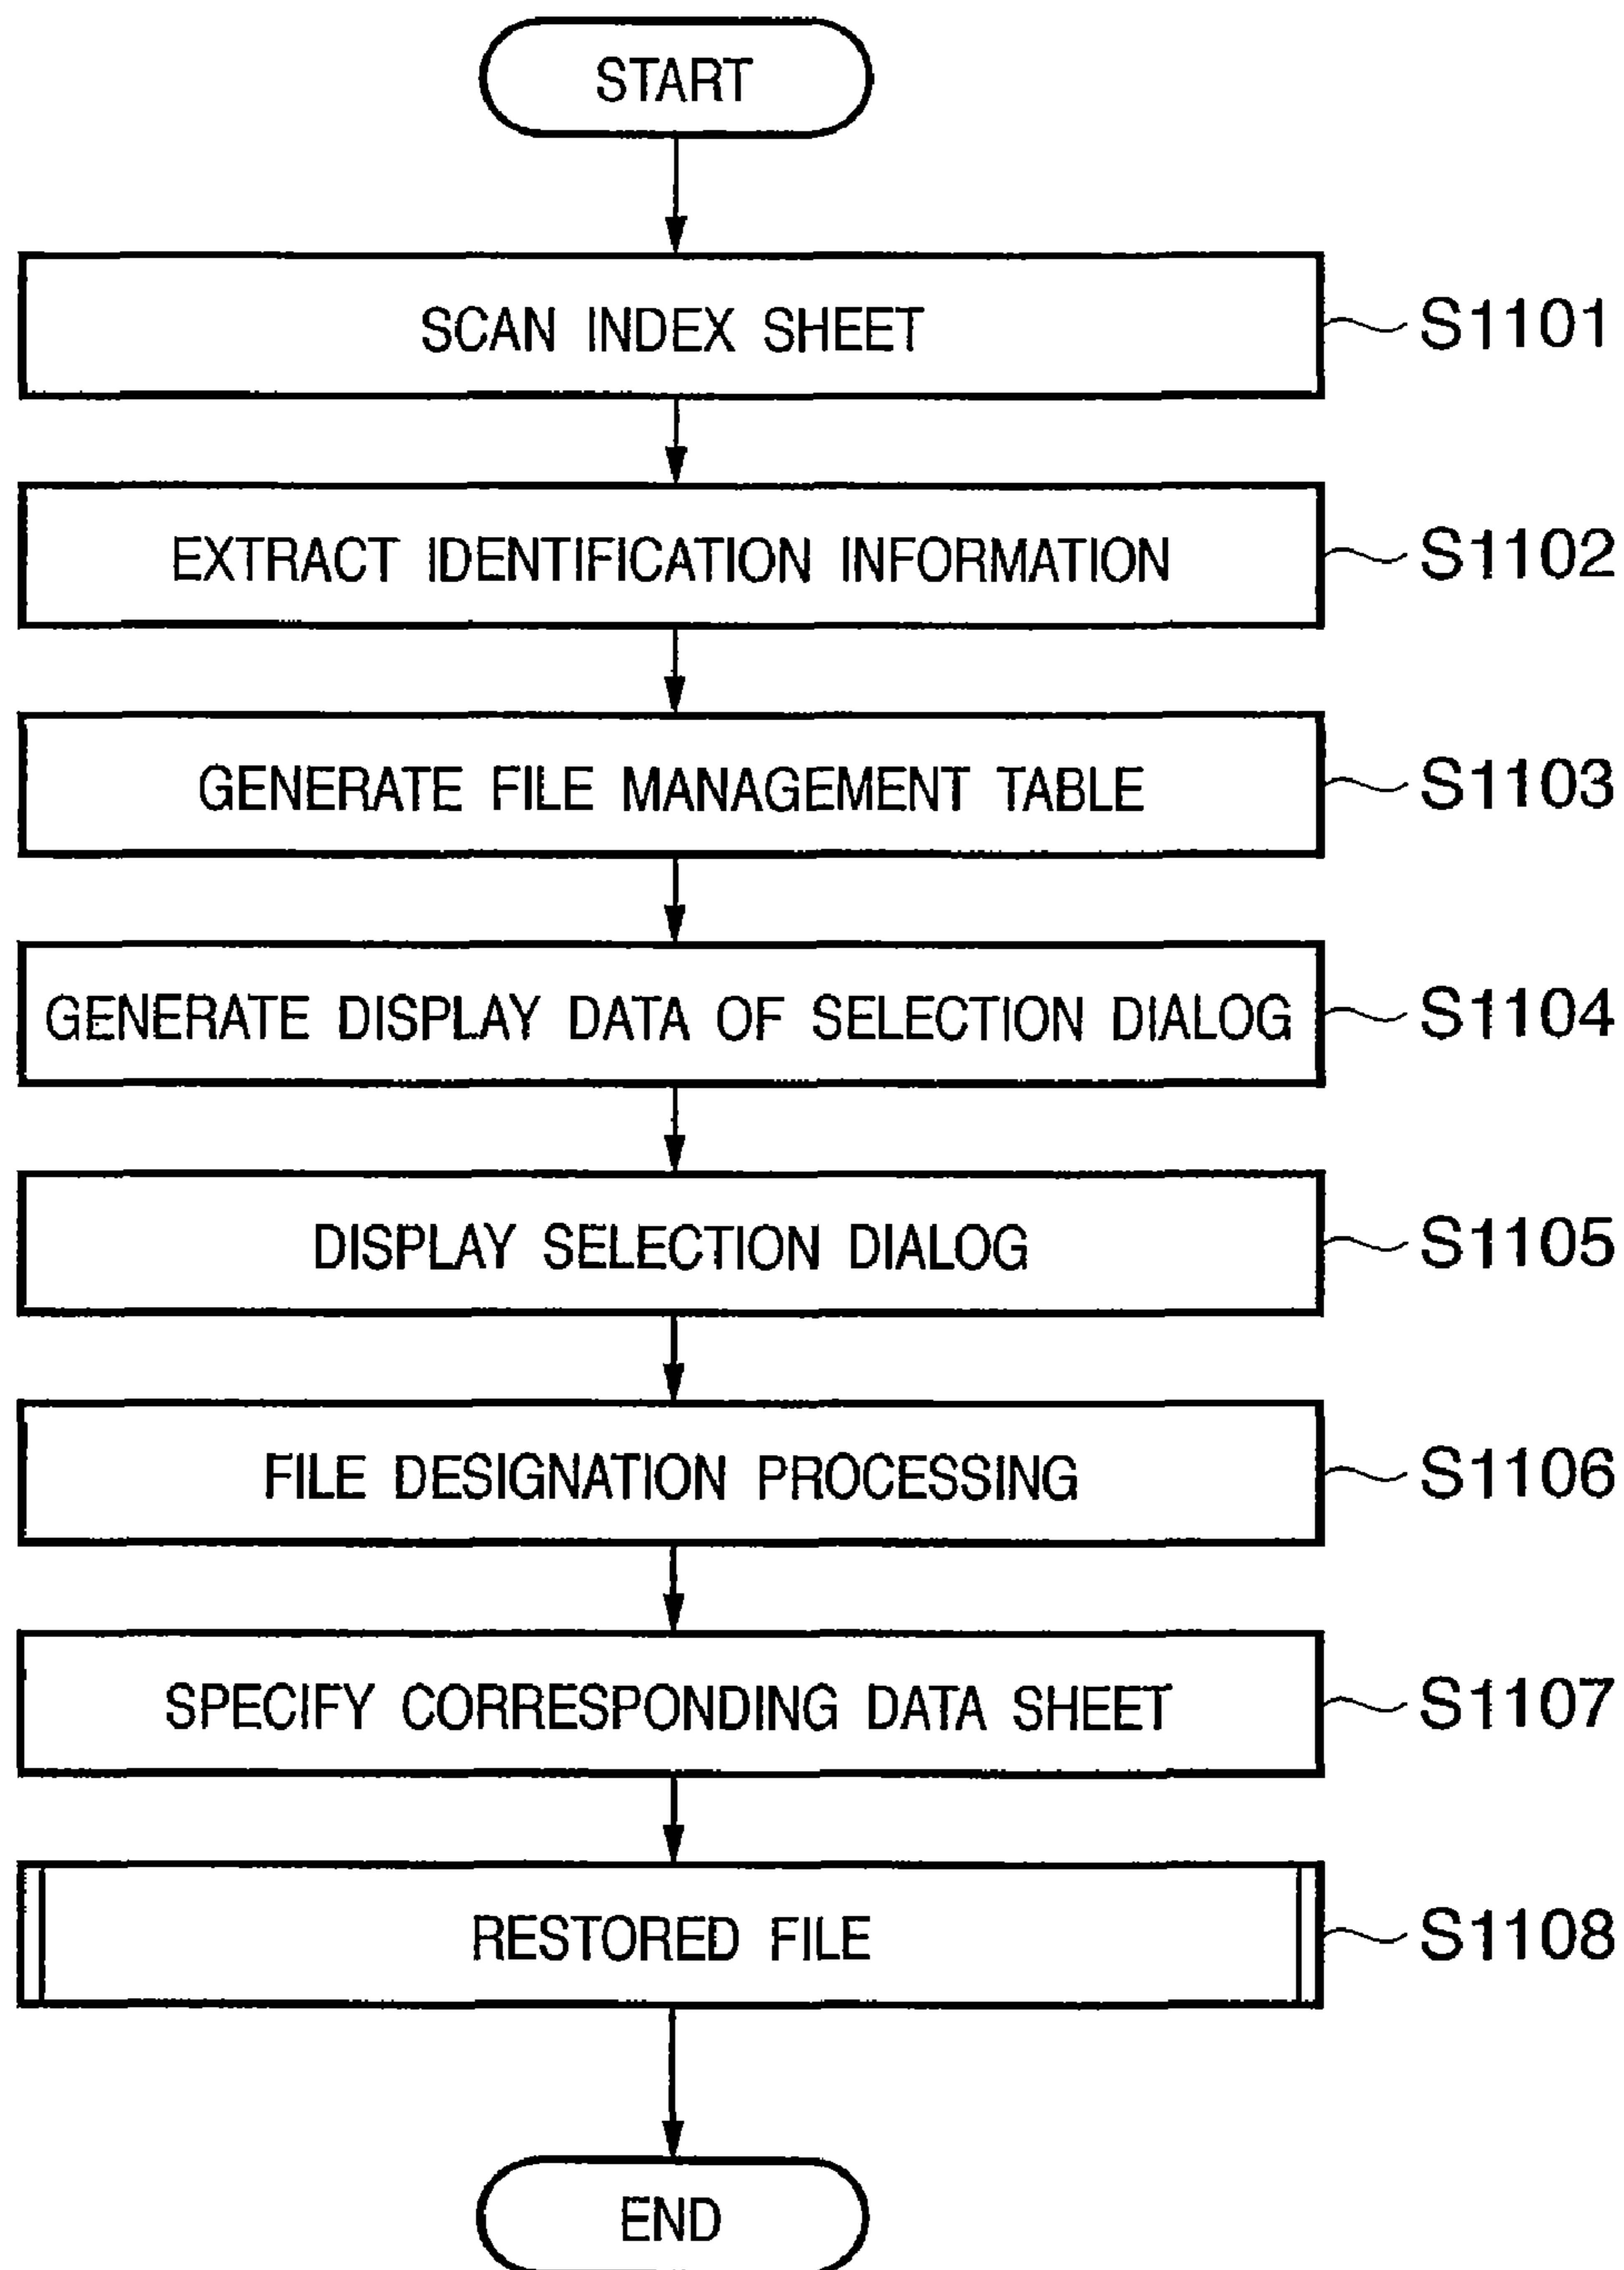 START
SCAN INDEX SHEET S1101
EXTRACT IDENTIFICATION INFORMATION S1102
GENERATE FILE MANAGEMENT TABLE S1103
GENERATE DISPLAY DATA OF SELECTION DIALOG S1104
DISPLAY SELECTION DIALOG S1105
FILE DESIGNATION PROCESSING S1106
SPECIFY CORRESPONDING DATA SHEET S1107
RESTORED FILE S1108
END